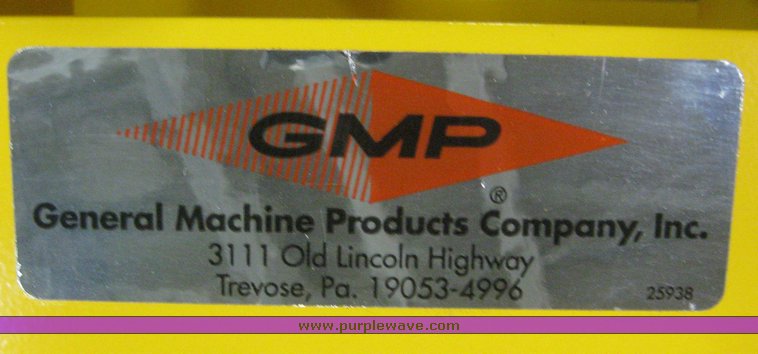 GMP
®
General Machine Products Company, Inc.
3111 Old Lincoln Highway
Trevose, Pa. 19053-4996
25938
www.purplewave.com